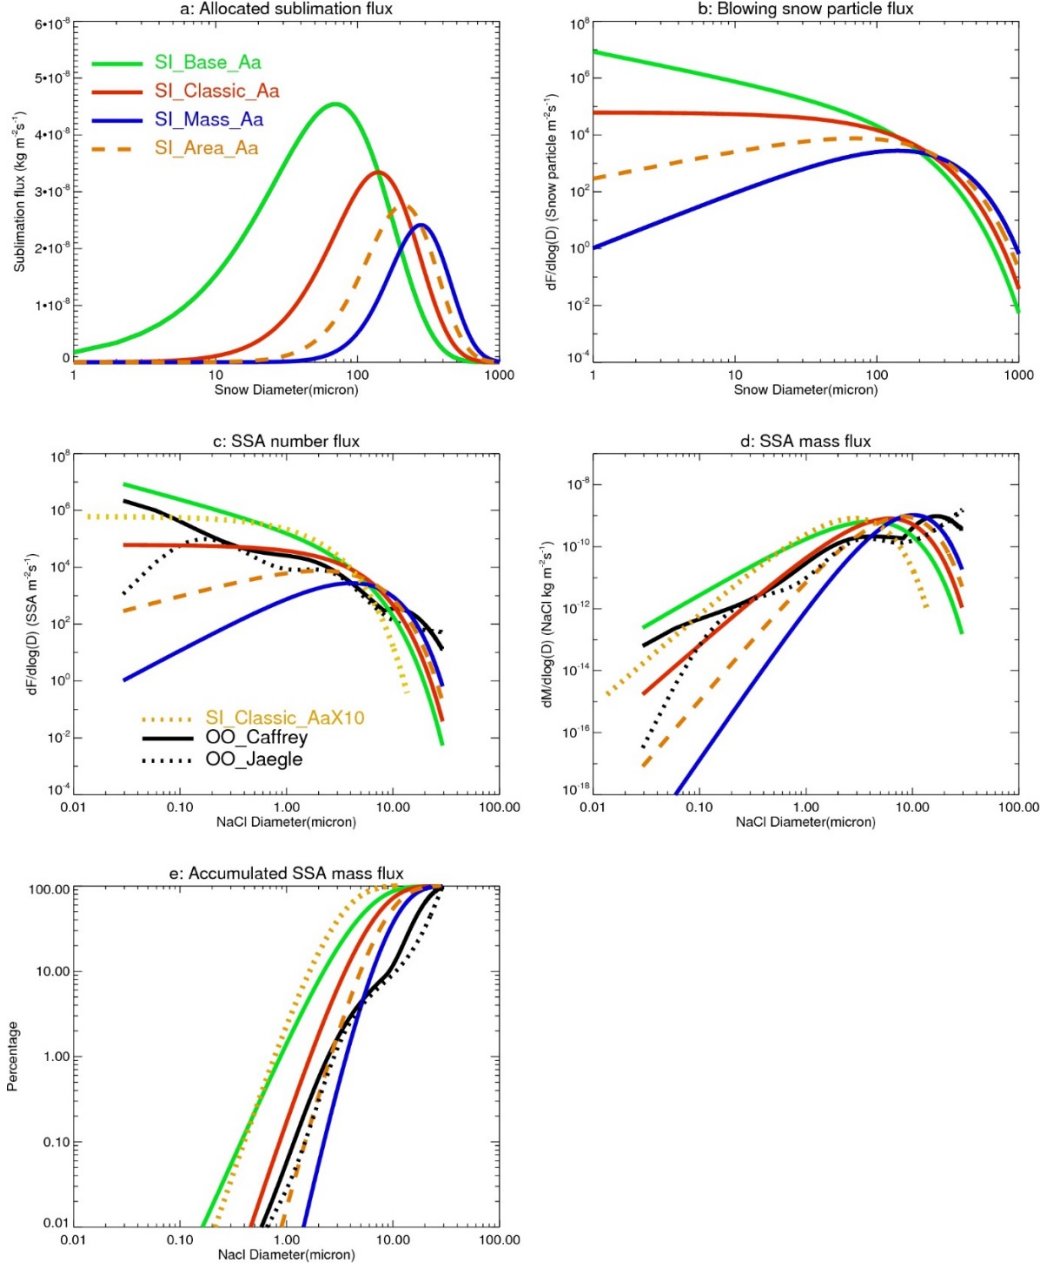 a: Allocated sublimation flux
Sublimation flux (kg m⁻²s⁻¹)
6•10⁻⁸
5•10⁻⁸
4•10⁻⁸
3•10⁻⁸
2•10⁻⁸
1•10⁻⁸
0
SI_Base_Aa
SI_Classic_Aa
SI_Mass_Aa
SI_Area_Aa
1 10 100 1000
Snow Diameter(micron)
b: Blowing snow particle flux
dF/dlog(D) (Snow particle m⁻²s⁻¹)
10⁸
10⁶
10⁴
10²
10⁰
10⁻²
10⁻⁴
1 10 100 1000
Snow Diameter(micron)
c: SSA number flux
dF/dlog(D) (SSA m⁻²s⁻¹)
10⁸
10⁶
10⁴
10²
10⁰
10⁻²
10⁻⁴
SI_Classic_AaX10
OO_Caffrey
OO_Jaegle
0.01 0.10 1.00 10.00 100.00
NaCl Diameter(micron)
d: SSA mass flux
dM/dlog(D) (NaCl kg m⁻²s⁻¹)
10⁻⁸
10⁻¹⁰
10⁻¹²
10⁻¹⁴
10⁻¹⁶
10⁻¹⁸
0.01 0.10 1.00 10.00 100.00
NaCl Diameter(micron)
e: Accumulated SSA mass flux
Percentage
100.00
10.00
1.00
0.10
0.01
0.01 0.10 1.00 10.00 100.00
Nacl Diameter(micron)